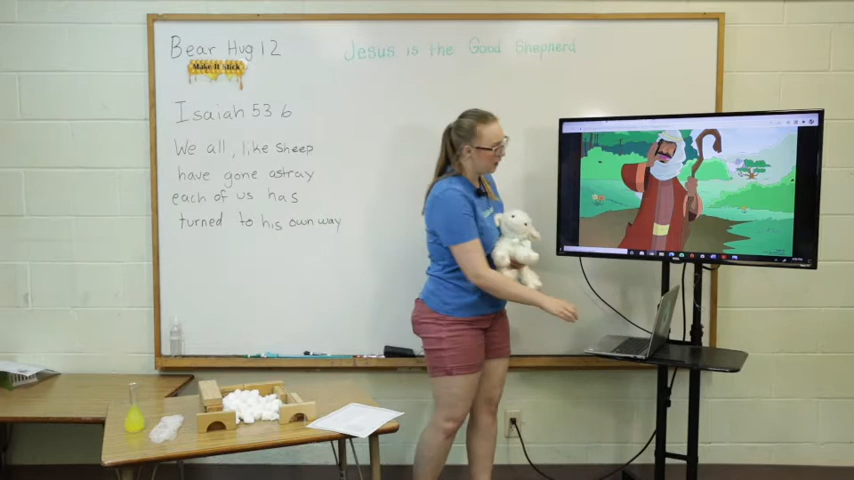 Bear Hug 12
Jesus is the Good Shepherd
Make It Stick
Isaiah 53 6
We all, like sheep
have gone astray
each of us has
turned to his own way